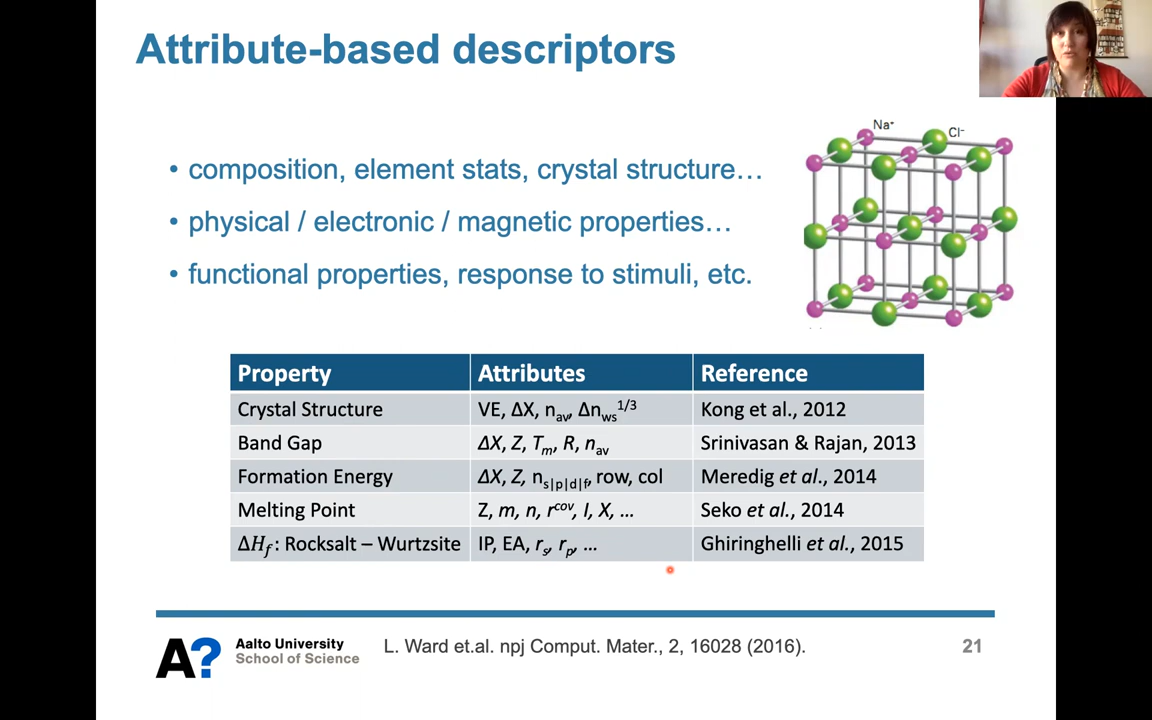 Attribute-based descriptors
Na⁺
Cl⁻
• composition, element stats, crystal structure…
• physical / electronic / magnetic properties…
• functional properties, response to stimuli, etc.
Property Attributes Reference
Crystal Structure VE, ΔX, nav, Δnws^1/3 Kong et al., 2012
Band Gap ΔX, Z, Tm, R, nav Srinivasan & Rajan, 2013
Formation Energy ΔX, Z, ns|p|d|f, row, col Meredig et al., 2014
Melting Point Z, m, n, r^cov, I, X, … Seko et al., 2014
ΔHf : Rocksalt – Wurtzsite IP, EA, rs, rp, … Ghiringhelli et al., 2015
A?
Aalto University
School of Science
L. Ward et.al. npj Comput. Mater., 2, 16028 (2016).
21